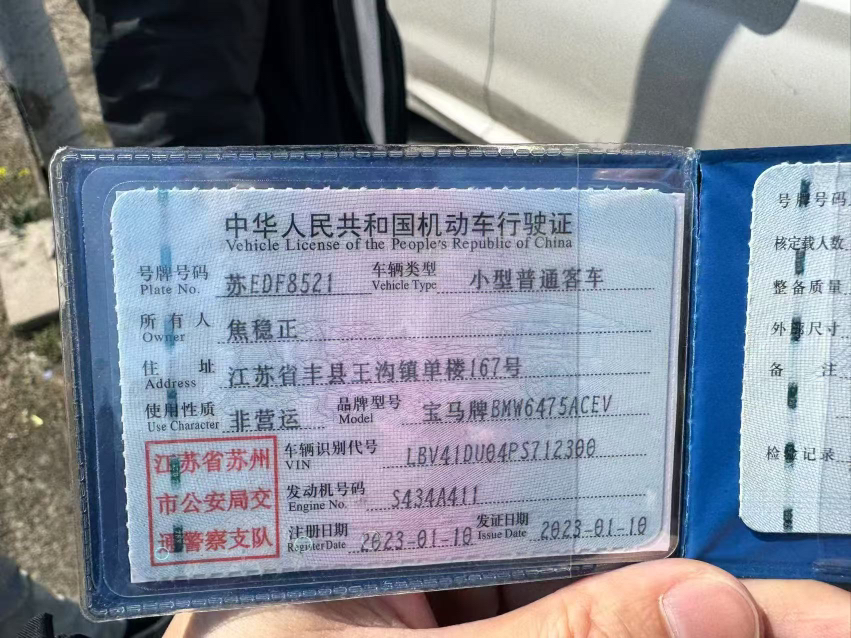 中华人民共和国机动车行驶证
Vehicle License of the People's Republic of China
号牌号码 苏EDF8521 车辆类型 小型普通客车
Plate No. Vehicle Type
所有人 焦稳正
Owner
住址 江苏省丰县王沟镇单楼167号
Address
使用性质 非营运 品牌型号 宝马牌BMW6475ACEV
Use Character Model
江苏省苏州
市公安局交
通警察支队
车辆识别代号 LBV41DU04PS712300
VIN
发动机号码 S434A411
Engine No.
注册日期 2023-01-10 发证日期 2023-01-10
Register Date Issue Date
号牌号码
核定载人数
整备质量
外廓尺寸
备注
检验记录